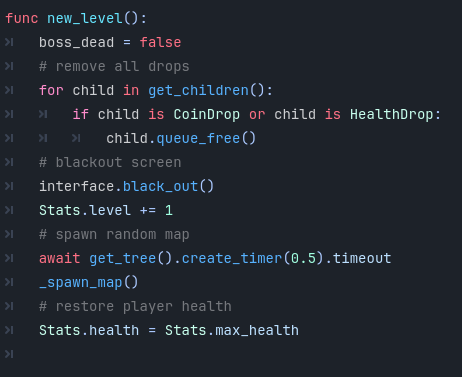 func new_level():
	boss_dead = false
	# remove all drops
	for child in get_children():
		if child is CoinDrop or child is HealthDrop:
			child.queue_free()
	# blackout screen
	interface.black_out()
	Stats.level += 1
	# spawn random map
	await get_tree().create_timer(0.5).timeout
	_spawn_map()
	# restore player health
	Stats.health = Stats.max_health